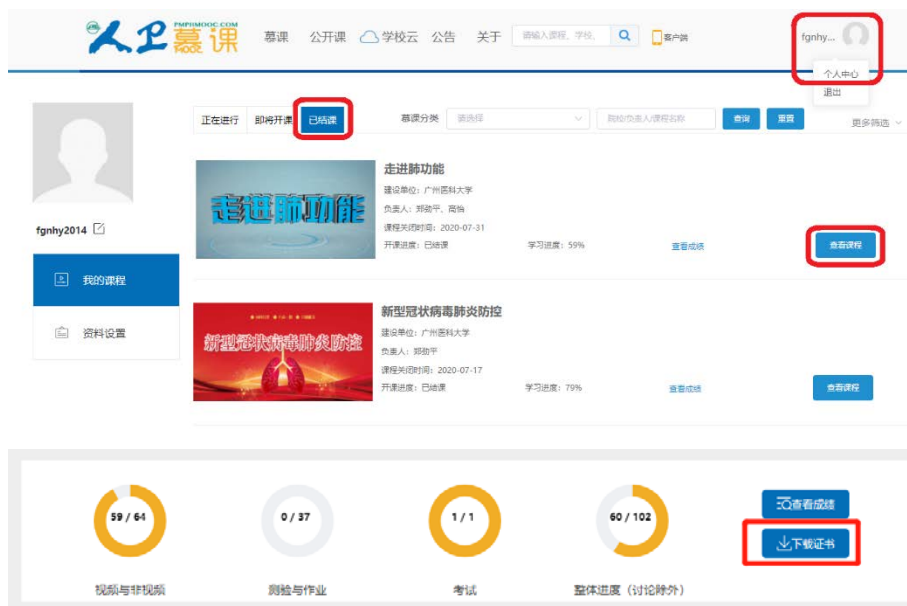 PMPHMOOC.COM
人卫慕课
慕课 公开课 学校云 公告 关于 请输入课程、学校、 客户端 fgnhy...
个人中心
退出
正在进行 即将开课 已结课 慕课分类 请选择 院校/负责人/课程名称 查询 重置 更多筛选
走进肺功能
走进肺功能
建设单位：广州医科大学
负责人：郑劲平、高怡
课程关闭时间：2020-07-31
开课进度：已结课 学习进度：59% 查看成绩 查看课程
fgnhy2014
我的课程
资料设置
新型冠状病毒肺炎防控
新型冠状病毒肺炎防控
建设单位：广州医科大学
负责人：郑劲平
课程关闭时间：2020-07-17
开课进度：已结课 学习进度：79% 查看成绩 查看课程
59 / 64 0 / 37 1 / 1 60 / 102 查看成绩
下载证书
视频与非视频 测验与作业 考试 整体进度（讨论除外）